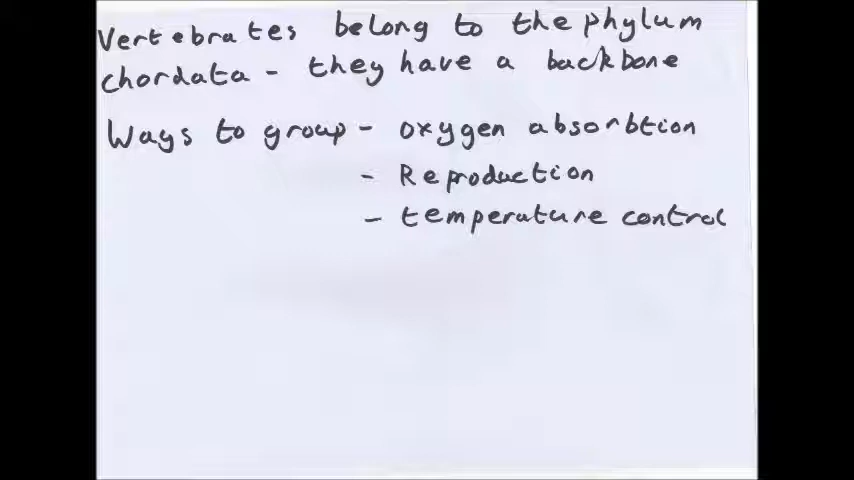 Vertebrates belong to the phylum
chordata - they have a backbone
Ways to group - oxygen absorbtion
- Reproduction
- temperature control